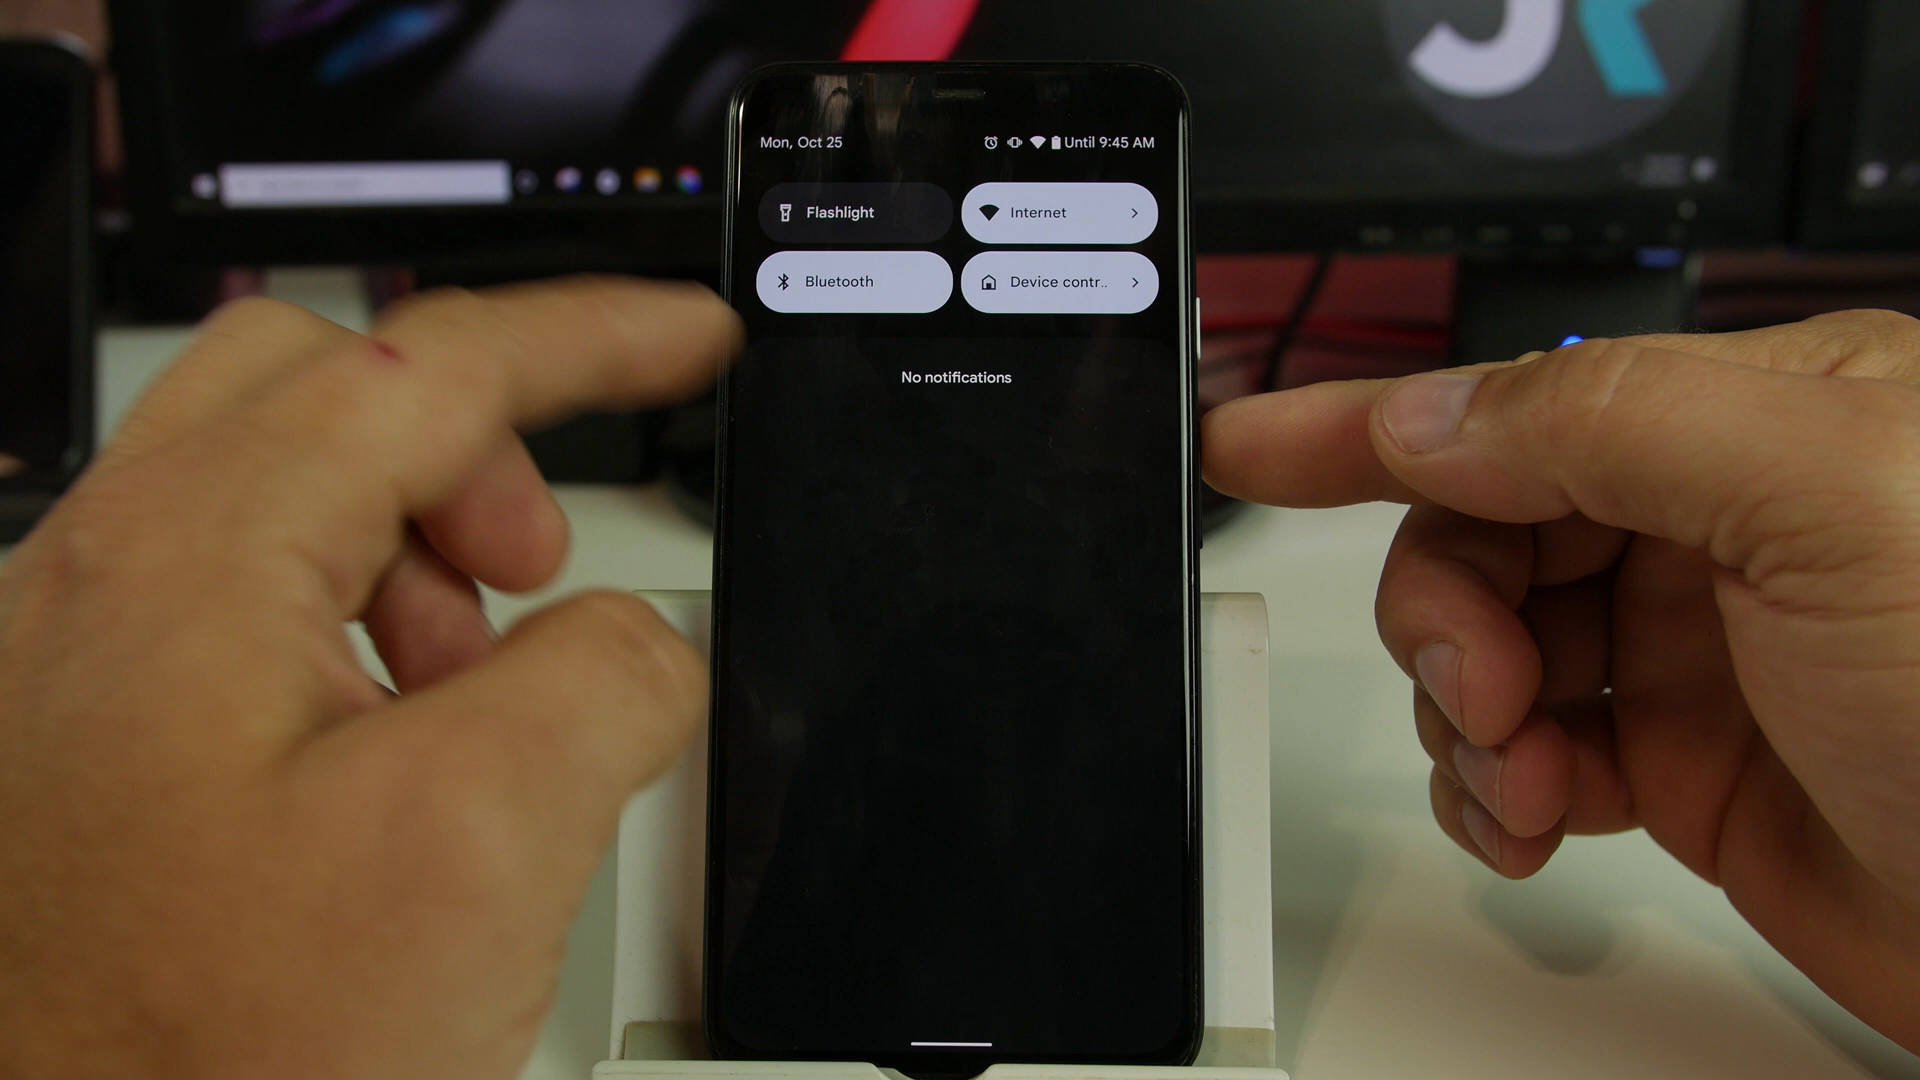 Mon, Oct 25 Until 9:45 AM
Flashlight Internet
Bluetooth Device contr..
No notifications